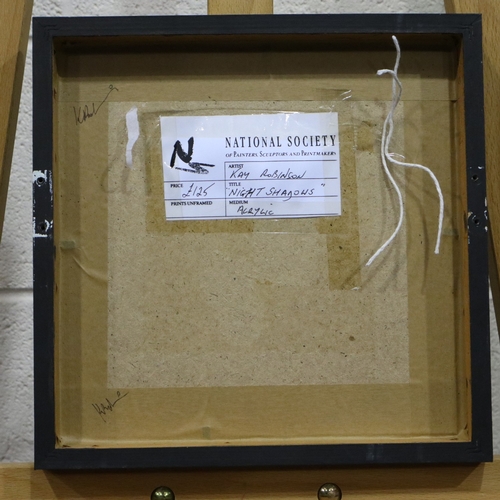 NATIONAL SOCIETY
OF PAINTERS, SCULPTORS AND PRINTMAKERS
ARTIST
KAY ROBINSON
PRICE £125
TITLE
"NIGHT SHADOWS"
PRINTS UNFRAMED
MEDIUM
ACRYLIC